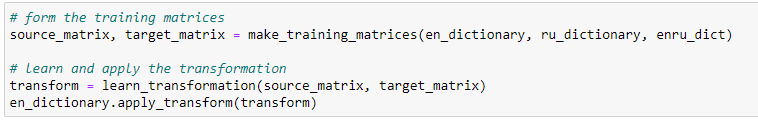 # form the training matrices
source_matrix, target_matrix = make_training_matrices(en_dictionary, ru_dictionary, enru_dict)
# learn and apply the transformation
transform = learn_transformation(source_matrix, target_matrix)
en_dictionary.apply_transform(transform)